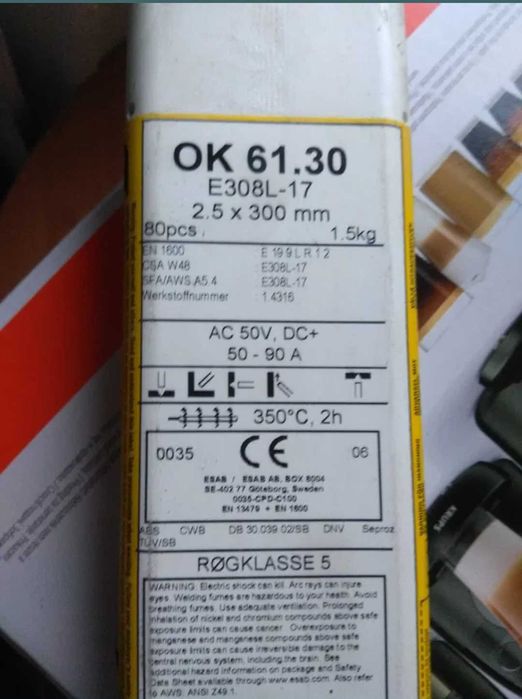 OK 61.30
E308L-17
2.5 x 300 mm
80pcs 1.5kg
EN 1600 E 19 9 L R 1 2
CSA W48 E308L-17
SFA/AWS A5.4 E308L-17
Werkstoffnummer 1.4316
AC 50V, DC+
50 - 90 A
350°C, 2h
0035 CE 06
ESAB / ESAB AB, BOX 8004
SE-402 77 Göteborg, Sweden
0035-CPD-C100
EN 13479 + EN 1600
ABS CWB DB 30.039.02/SB DNV Seproz
TÜV/SB
RØGKLASSE 5
WARNING: Electric shock can kill. Arc rays can injure
eyes. Welding fumes are hazardous to your health. Avoid
breathing fumes. Use adequate ventilation. Prolonged
inhalation of nickel and chromium compounds above safe
exposure limits can cause cancer. Overexposure to
manganese and manganese compounds above safe
exposure limits can cause irreversible damage to the
central nervous system, including the brain. See
additional hazard information on package and Safety
Data Sheet available through www.esab.com. Also refer
to AWS: ANSI Z49.1.
KRUPS